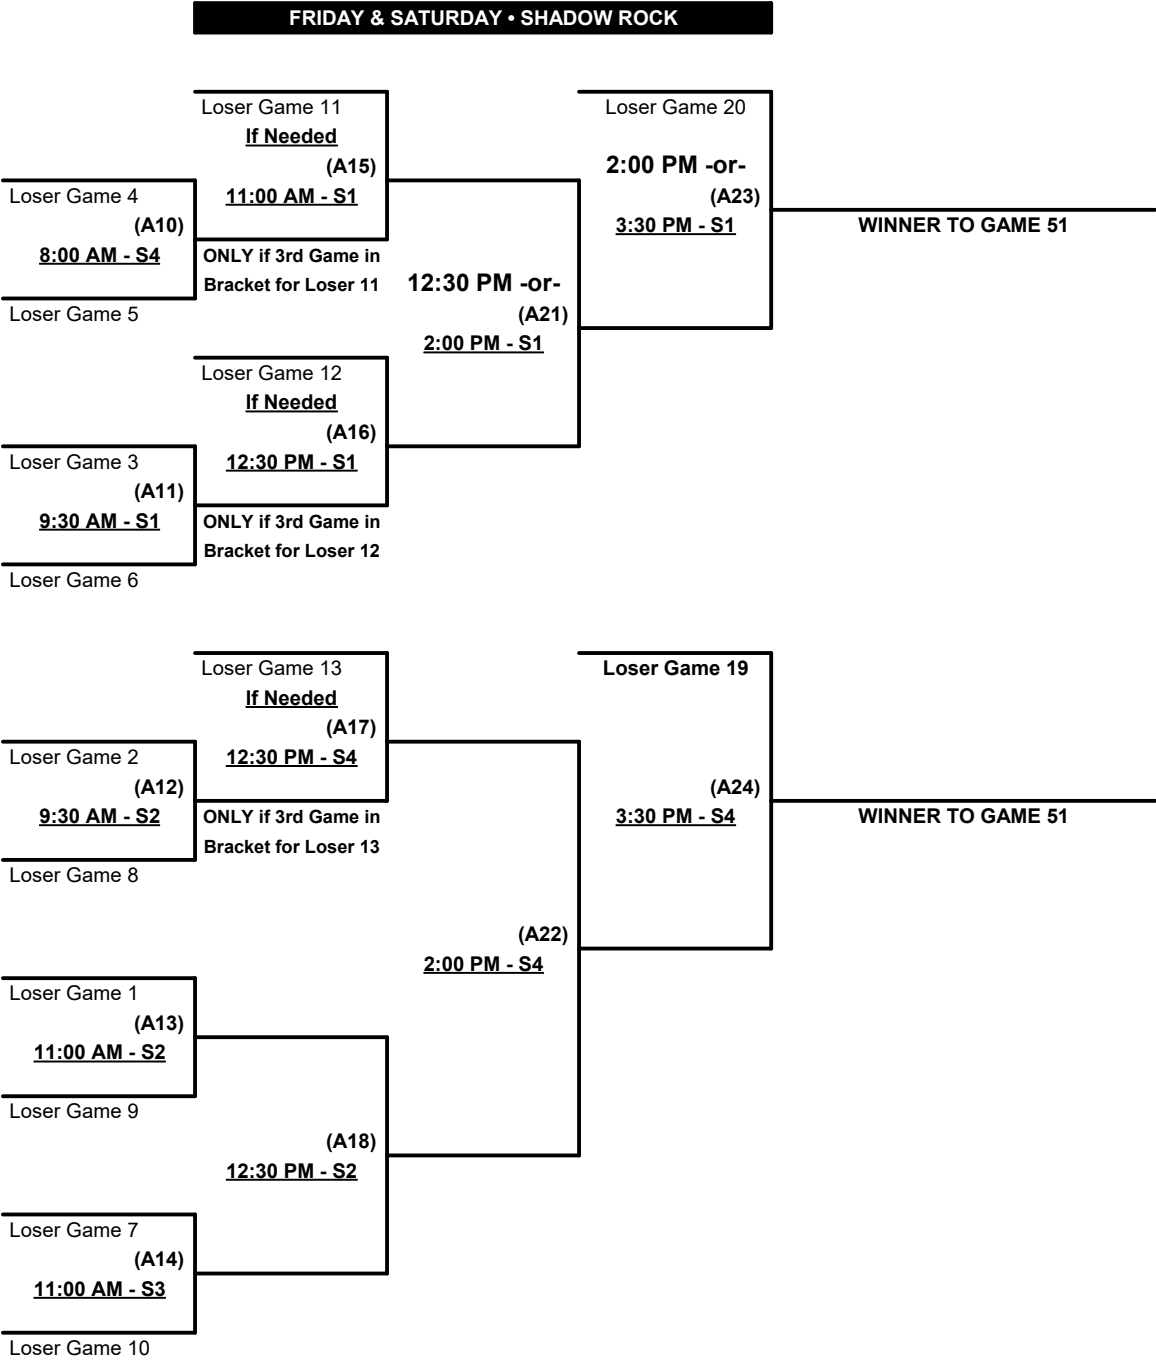 FRIDAY & SATURDAY • SHADOW ROCK
Loser Game 11
If Needed
(A15)
11:00 AM - S1
ONLY if 3rd Game in
Bracket for Loser 11
Loser Game 4
(A10)
8:00 AM - S4
Loser Game 5
Loser Game 20
2:00 PM -or-
(A23)
3:30 PM - S1
WINNER TO GAME 51
12:30 PM -or-
(A21)
2:00 PM - S1
Loser Game 12
If Needed
(A16)
12:30 PM - S1
ONLY if 3rd Game in
Bracket for Loser 12
Loser Game 3
(A11)
9:30 AM - S1
Loser Game 6
Loser Game 13
If Needed
(A17)
12:30 PM - S4
ONLY if 3rd Game in
Bracket for Loser 13
Loser Game 2
(A12)
9:30 AM - S2
Loser Game 8
Loser Game 19
(A24)
3:30 PM - S4
WINNER TO GAME 51
(A22)
2:00 PM - S4
Loser Game 1
(A13)
11:00 AM - S2
Loser Game 9
(A18)
12:30 PM - S2
Loser Game 7
(A14)
11:00 AM - S3
Loser Game 10